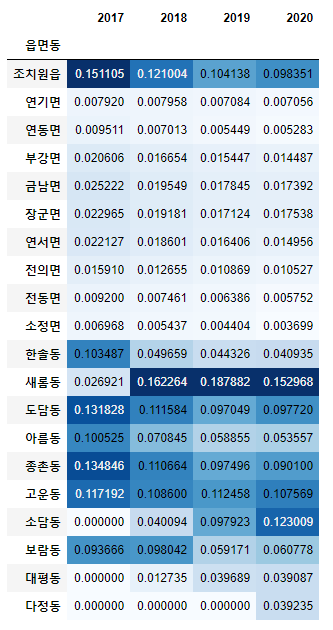 2017 2018 2019 2020
읍면동
조치원읍 0.151105 0.121004 0.104138 0.098351
연기면 0.007920 0.007958 0.007084 0.007056
연동면 0.009511 0.007013 0.005449 0.005283
부강면 0.020606 0.016654 0.015447 0.014487
금남면 0.025222 0.019549 0.017845 0.017392
장군면 0.022965 0.019181 0.017124 0.017538
연서면 0.022127 0.018601 0.016406 0.014956
전의면 0.015910 0.012655 0.010869 0.010527
전동면 0.009200 0.007461 0.006386 0.005752
소정면 0.006968 0.005437 0.004404 0.003699
한솔동 0.103487 0.049659 0.044326 0.040935
새롬동 0.026921 0.162264 0.187882 0.152968
도담동 0.131828 0.111584 0.097049 0.097720
아름동 0.100525 0.070845 0.058855 0.053557
종촌동 0.134846 0.110664 0.097496 0.090100
고운동 0.117192 0.108600 0.112458 0.107569
소담동 0.000000 0.040094 0.097923 0.123009
보람동 0.093666 0.098042 0.059171 0.060778
대평동 0.000000 0.012735 0.039689 0.039087
다정동 0.000000 0.000000 0.000000 0.039235